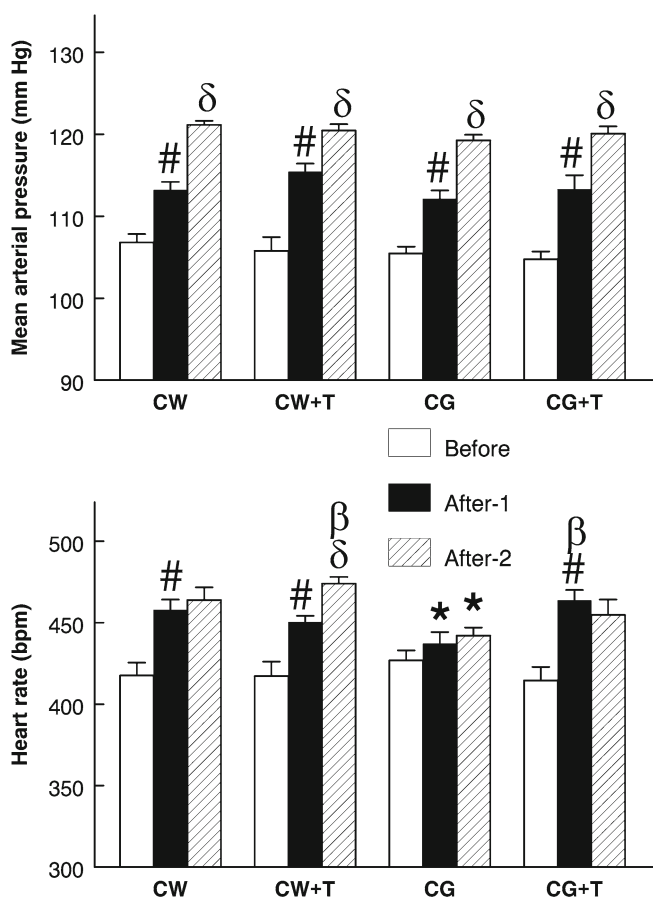 Mean arterial pressure (mm Hg)
130
120
110
100
90
# δ
# δ
# δ
# δ
CW CW+T CG CG+T
Before
After-1
After-2
Heart rate (bpm)
500
450
400
350
300
#
# β δ
* *
β #
CW CW+T CG CG+T